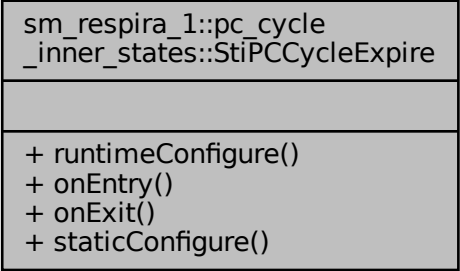 sm_respira_1::pc_cycle
_inner_states::StiPCCycleExpire
+ runtimeConfigure()
+ onEntry()
+ onExit()
+ staticConfigure()